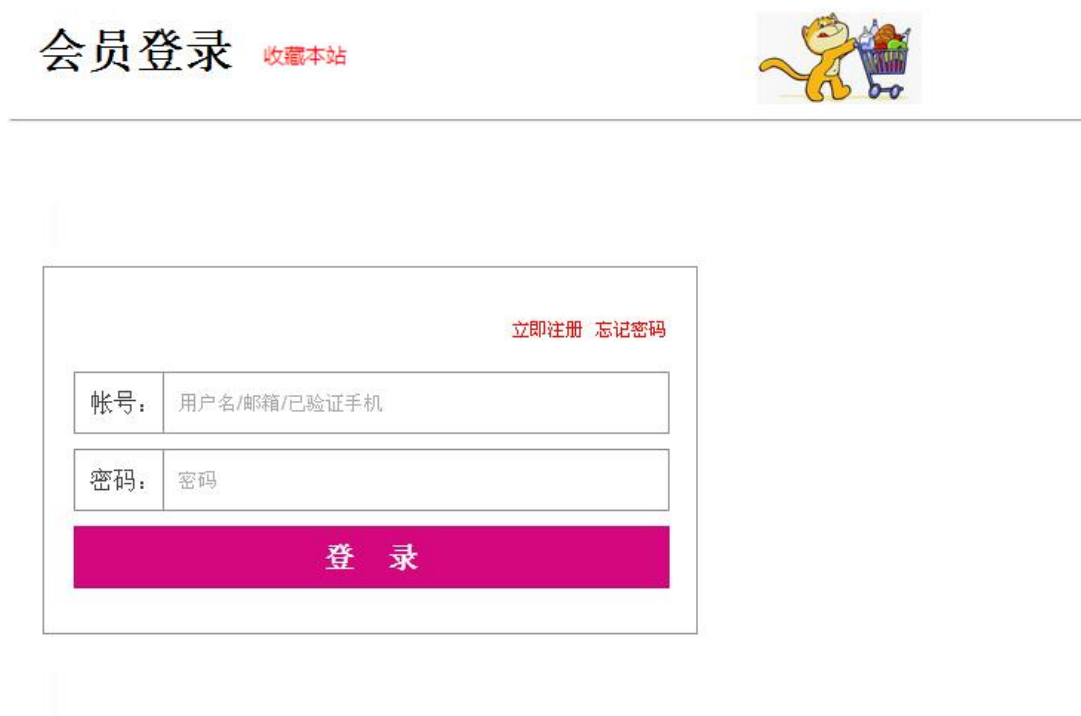 会员登录 收藏本站
立即注册 忘记密码
帐号： 用户名/邮箱/已验证手机
密码： 密码
登 录